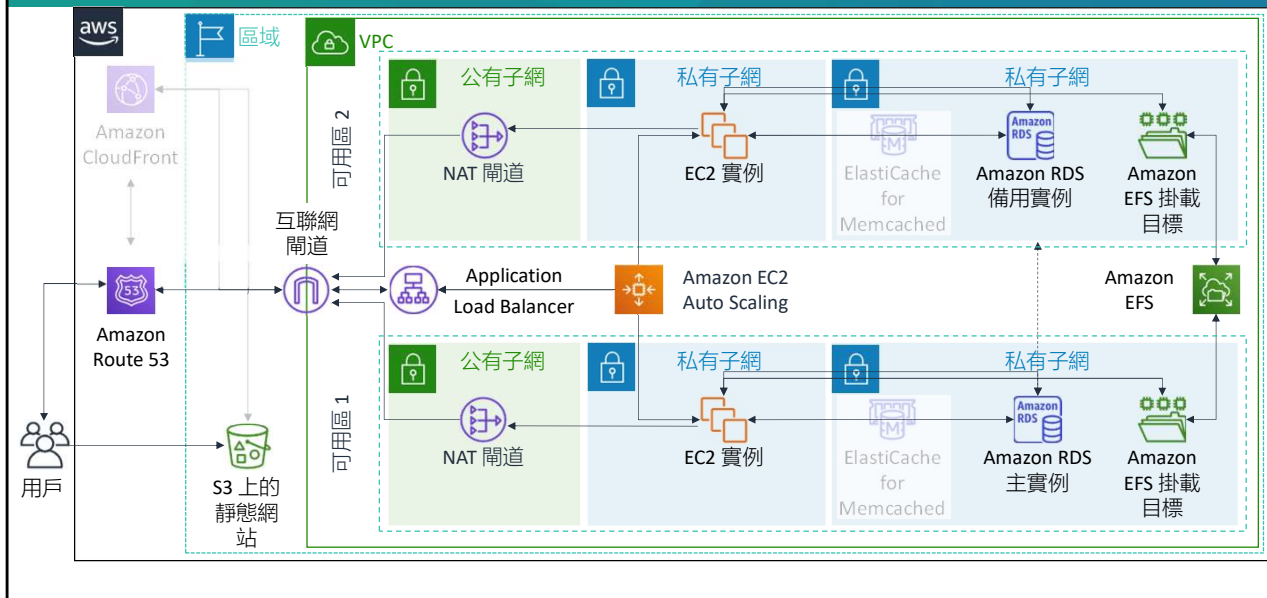 aws
區域
VPC
Amazon
CloudFront
可用區 2
公有子網
NAT 閘道
私有子網
EC2 實例
私有子網
ElastiCache
for
Memcached
Amazon
RDS
Amazon RDS
備用實例
Amazon
EFS 掛載
目標
互聯網
閘道
53
Amazon
Route 53
Application
Load Balancer
Amazon EC2
Auto Scaling
Amazon
EFS
可用區 1
公有子網
NAT 閘道
私有子網
EC2 實例
私有子網
ElastiCache
for
Memcached
Amazon
RDS
Amazon RDS
主實例
Amazon
EFS 掛載
目標
用戶
S3 上的
靜態網
站